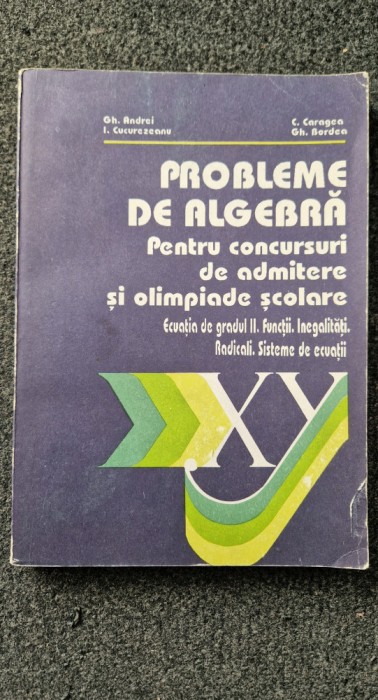 Gh. Andrei C. Caragea
I. Cucurezeanu Gh. Bordea
PROBLEME
DE ALGEBRĂ
Pentru concursuri
de admitere
și olimpiade școlare
Ecuația de gradul II. Funcții. Inegalități.
Radicali. Sisteme de ecuații
XY